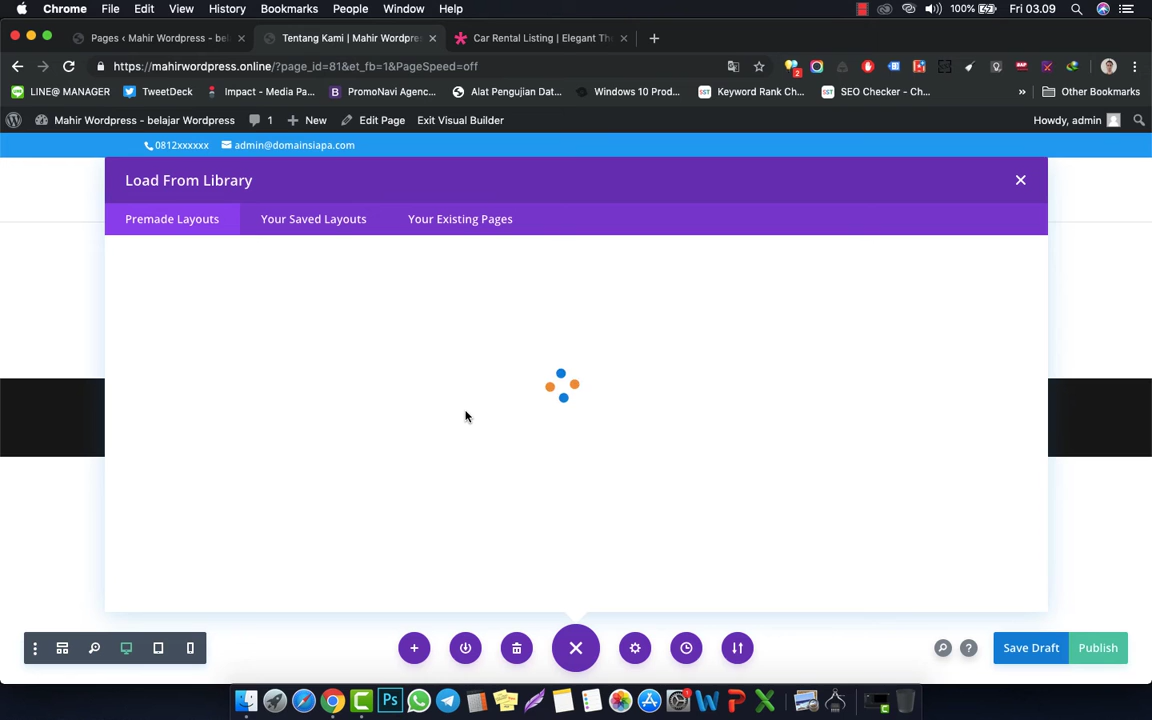 Chrome File Edit View History Bookmarks People Window Help 100% Fri 03.09
Pages ‹ Mahir Wordpress - bel
Tentang Kami | Mahir Wordpres
Car Rental Listing | Elegant The
https://mahirwordpress.online/?page_id=81&et_fb=1&PageSpeed=off
LINE@ MANAGER TweetDeck Impact - Media Pa... PromoNavi Agenc... Alat Pengujian Dat... Windows 10 Prod... Keyword Rank Ch... SEO Checker - Ch... » Other Bookmarks
Mahir Wordpress - belajar Wordpress 1 New Edit Page Exit Visual Builder Howdy, admin
0812xxxxxx admin@domainsiapa.com
Load From Library
Premade Layouts Your Saved Layouts Your Existing Pages
Save Draft Publish